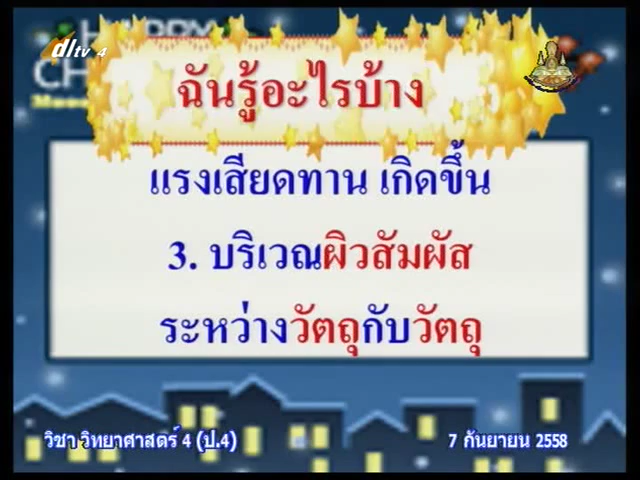 dltv 4
HAPPY
CH
ฉันรู้อะไรบ้าง
แรงเสียดทาน เกิดขึ้น
3. บริเวณผิวสัมผัส
ระหว่างวัตถุกับวัตถุ
วิชา วิทยาศาสตร์ 4 (ป.4)
7 กันยายน 2558